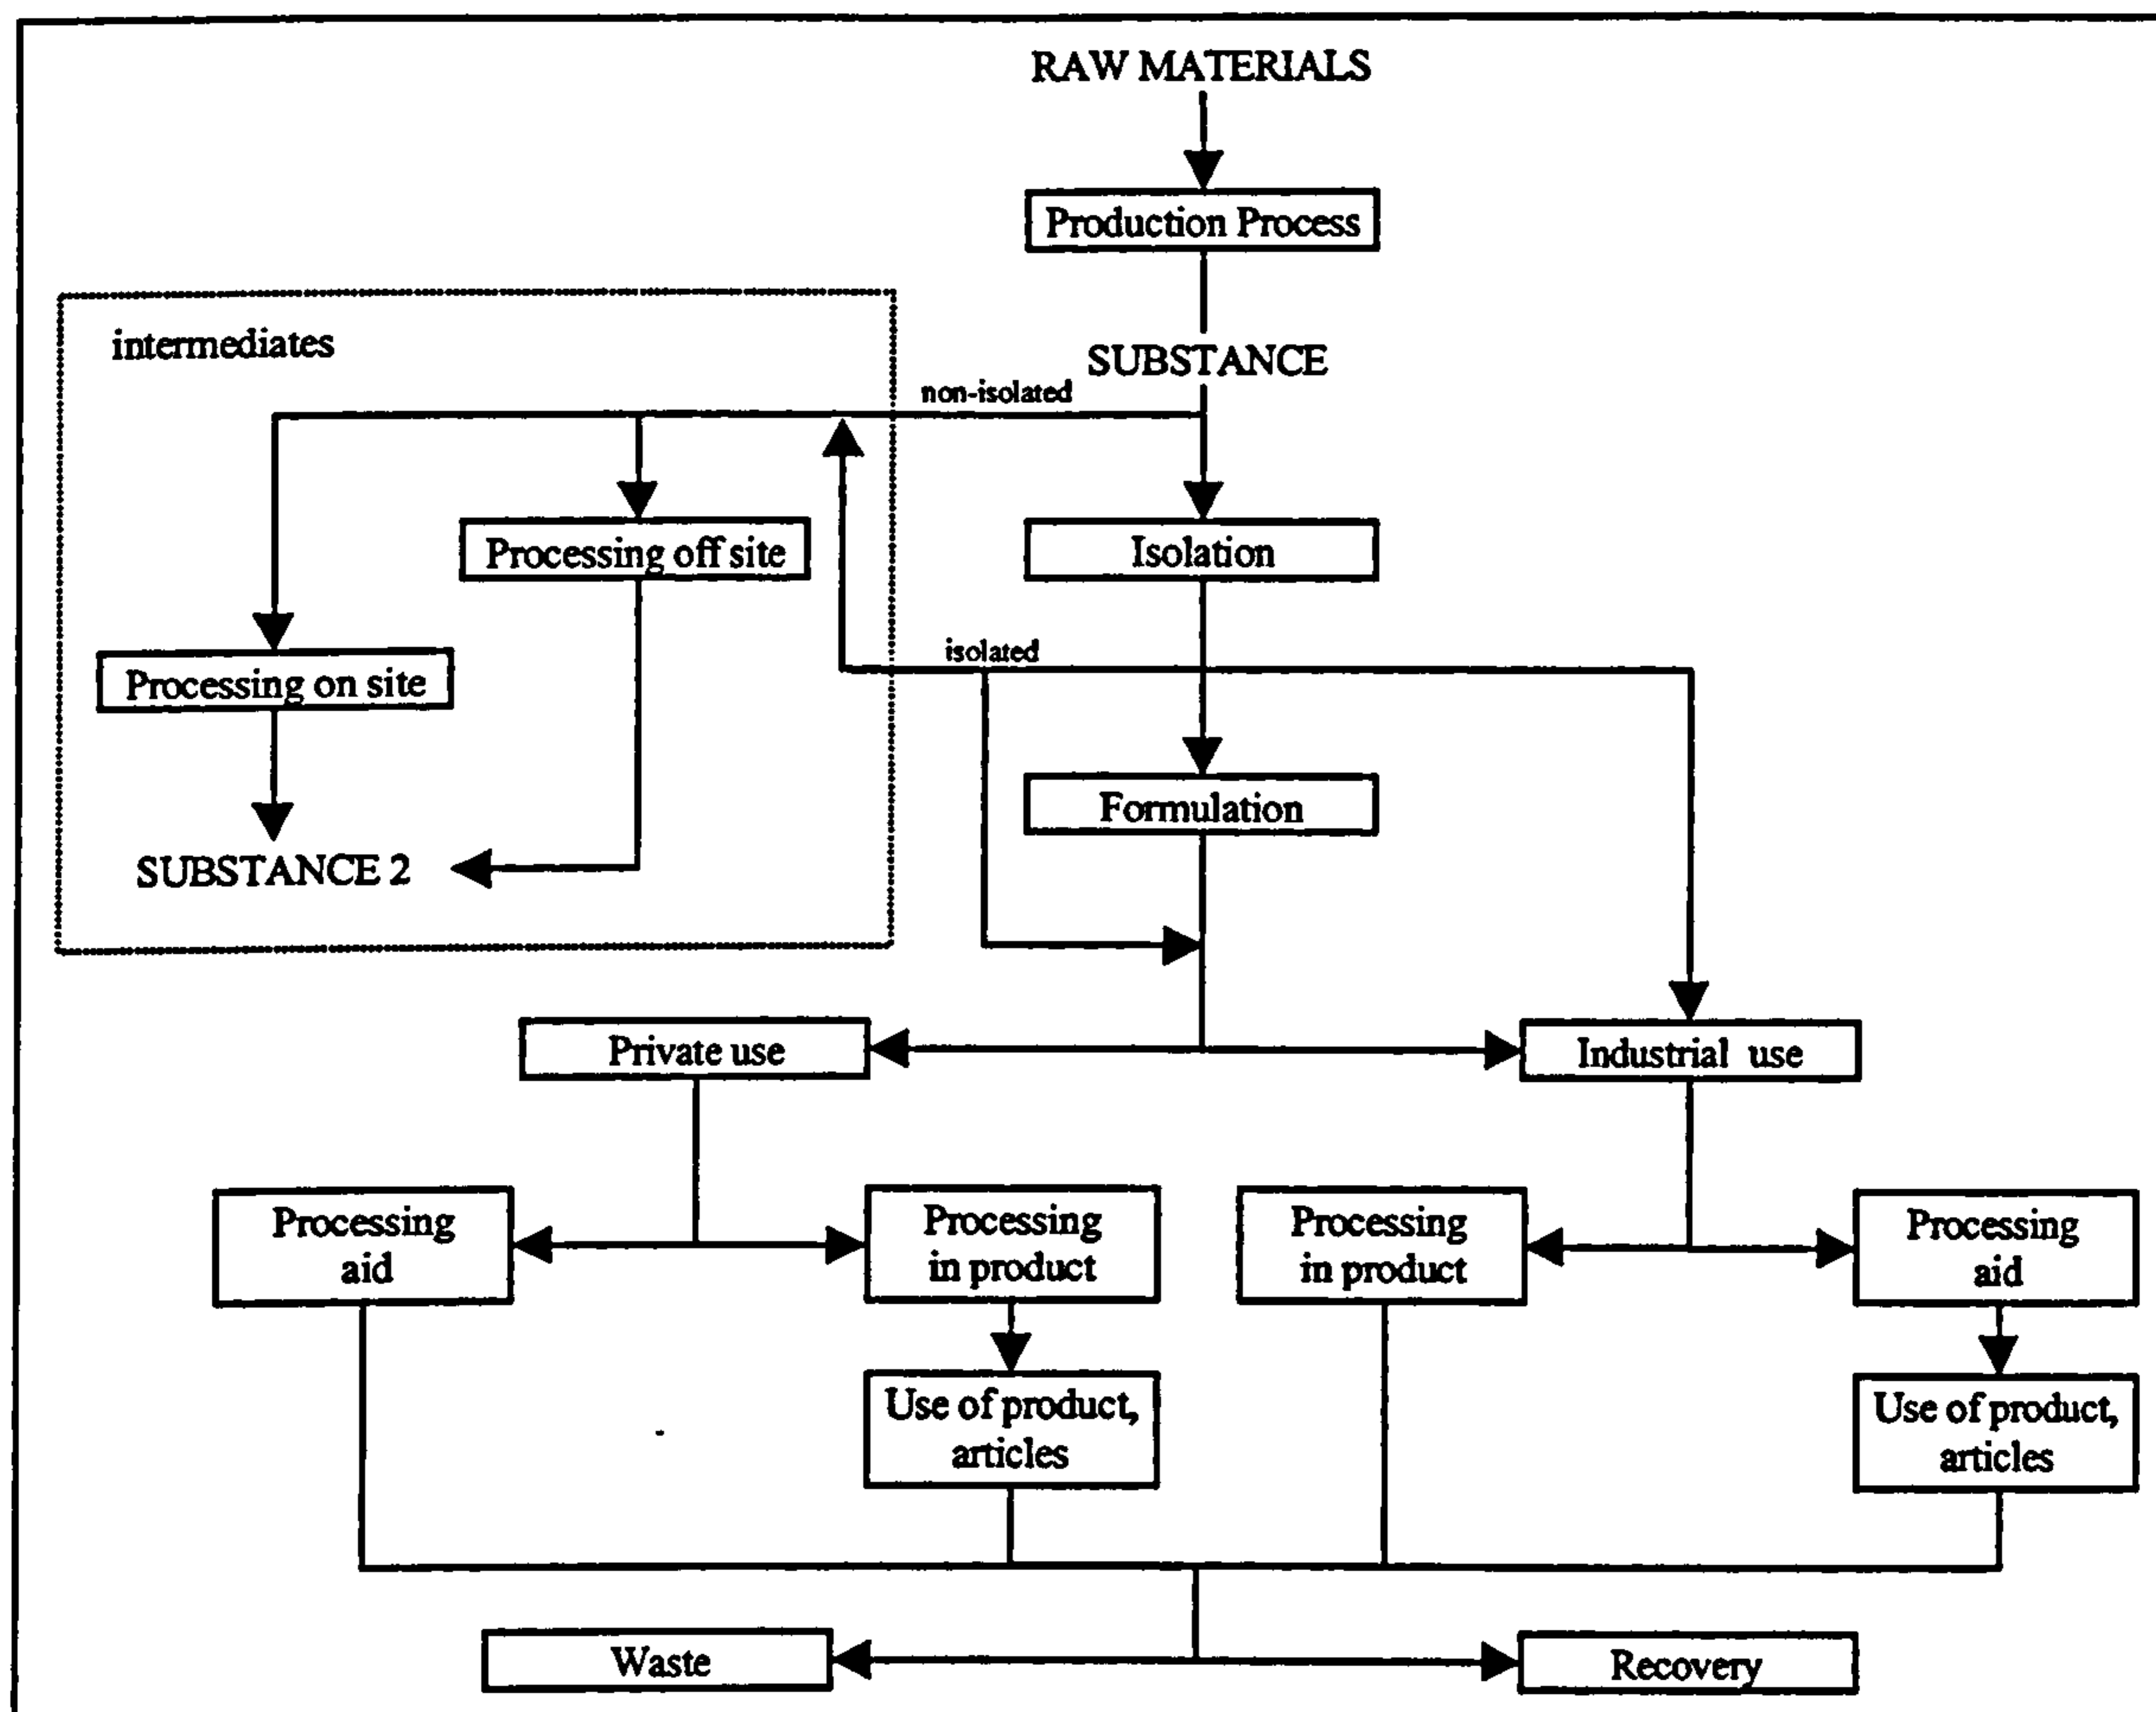 RAW MATERIALS
Production Process
intermediates
SUBSTANCE
non-isolated
Processing off site
Isolation
isolated
Processing on site
Formulation
SUBSTANCE 2
Private use
Industrial use
Processing
aid
Processing
in product
Processing
in product
Processing
aid
Use of product,
articles
Use of product,
articles
Waste
Recovery